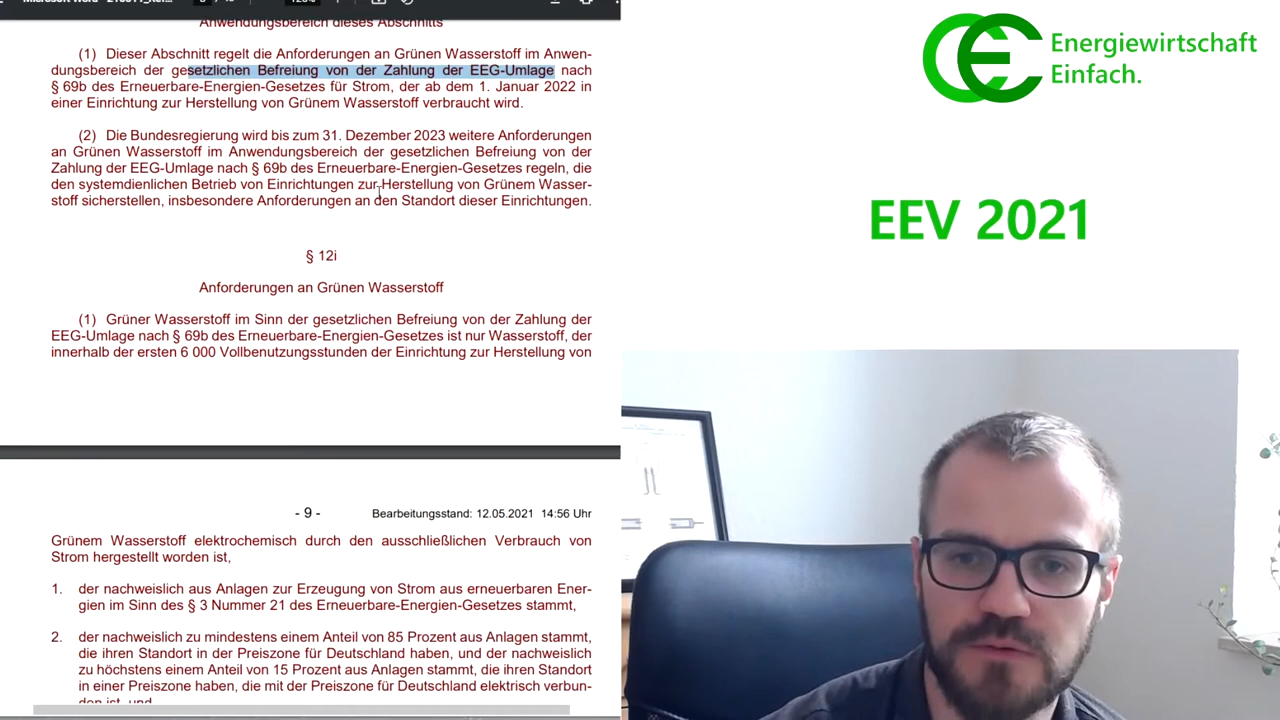 Anwendungsbereich dieses Abschnitts
(1) Dieser Abschnitt regelt die Anforderungen an Grünen Wasserstoff im Anwen-
dungsbereich der gesetzlichen Befreiung von der Zahlung der EEG-Umlage nach
§ 69b des Erneuerbare-Energien-Gesetzes für Strom, der ab dem 1. Januar 2022 in
einer Einrichtung zur Herstellung von Grünem Wasserstoff verbraucht wird.
(2) Die Bundesregierung wird bis zum 31. Dezember 2023 weitere Anforderungen
an Grünen Wasserstoff im Anwendungsbereich der gesetzlichen Befreiung von der
Zahlung der EEG-Umlage nach § 69b des Erneuerbare-Energien-Gesetzes regeln, die
den systemdienlichen Betrieb von Einrichtungen zur Herstellung von Grünem Wasser-
stoff sicherstellen, insbesondere Anforderungen an den Standort dieser Einrichtungen.
§ 12i
Anforderungen an Grünen Wasserstoff
(1) Grüner Wasserstoff im Sinn der gesetzlichen Befreiung von der Zahlung der
EEG-Umlage nach § 69b des Erneuerbare-Energien-Gesetzes ist nur Wasserstoff, der
innerhalb der ersten 6 000 Vollbenutzungsstunden der Einrichtung zur Herstellung von
- 9 - Bearbeitungsstand: 12.05.2021 14:56 Uhr
Grünem Wasserstoff elektrochemisch durch den ausschließlichen Verbrauch von
Strom hergestellt worden ist,
1. der nachweislich aus Anlagen zur Erzeugung von Strom aus erneuerbaren Ener-
gien im Sinn des § 3 Nummer 21 des Erneuerbare-Energien-Gesetzes stammt,
2. der nachweislich zu mindestens einem Anteil von 85 Prozent aus Anlagen stammt,
die ihren Standort in der Preiszone für Deutschland haben, und der nachweislich
zu höchstens einem Anteil von 15 Prozent aus Anlagen stammt, die ihren Standort
in einer Preiszone haben, die mit der Preiszone für Deutschland elektrisch verbun-
den ist, und
Energiewirtschaft
Einfach.
EEV 2021